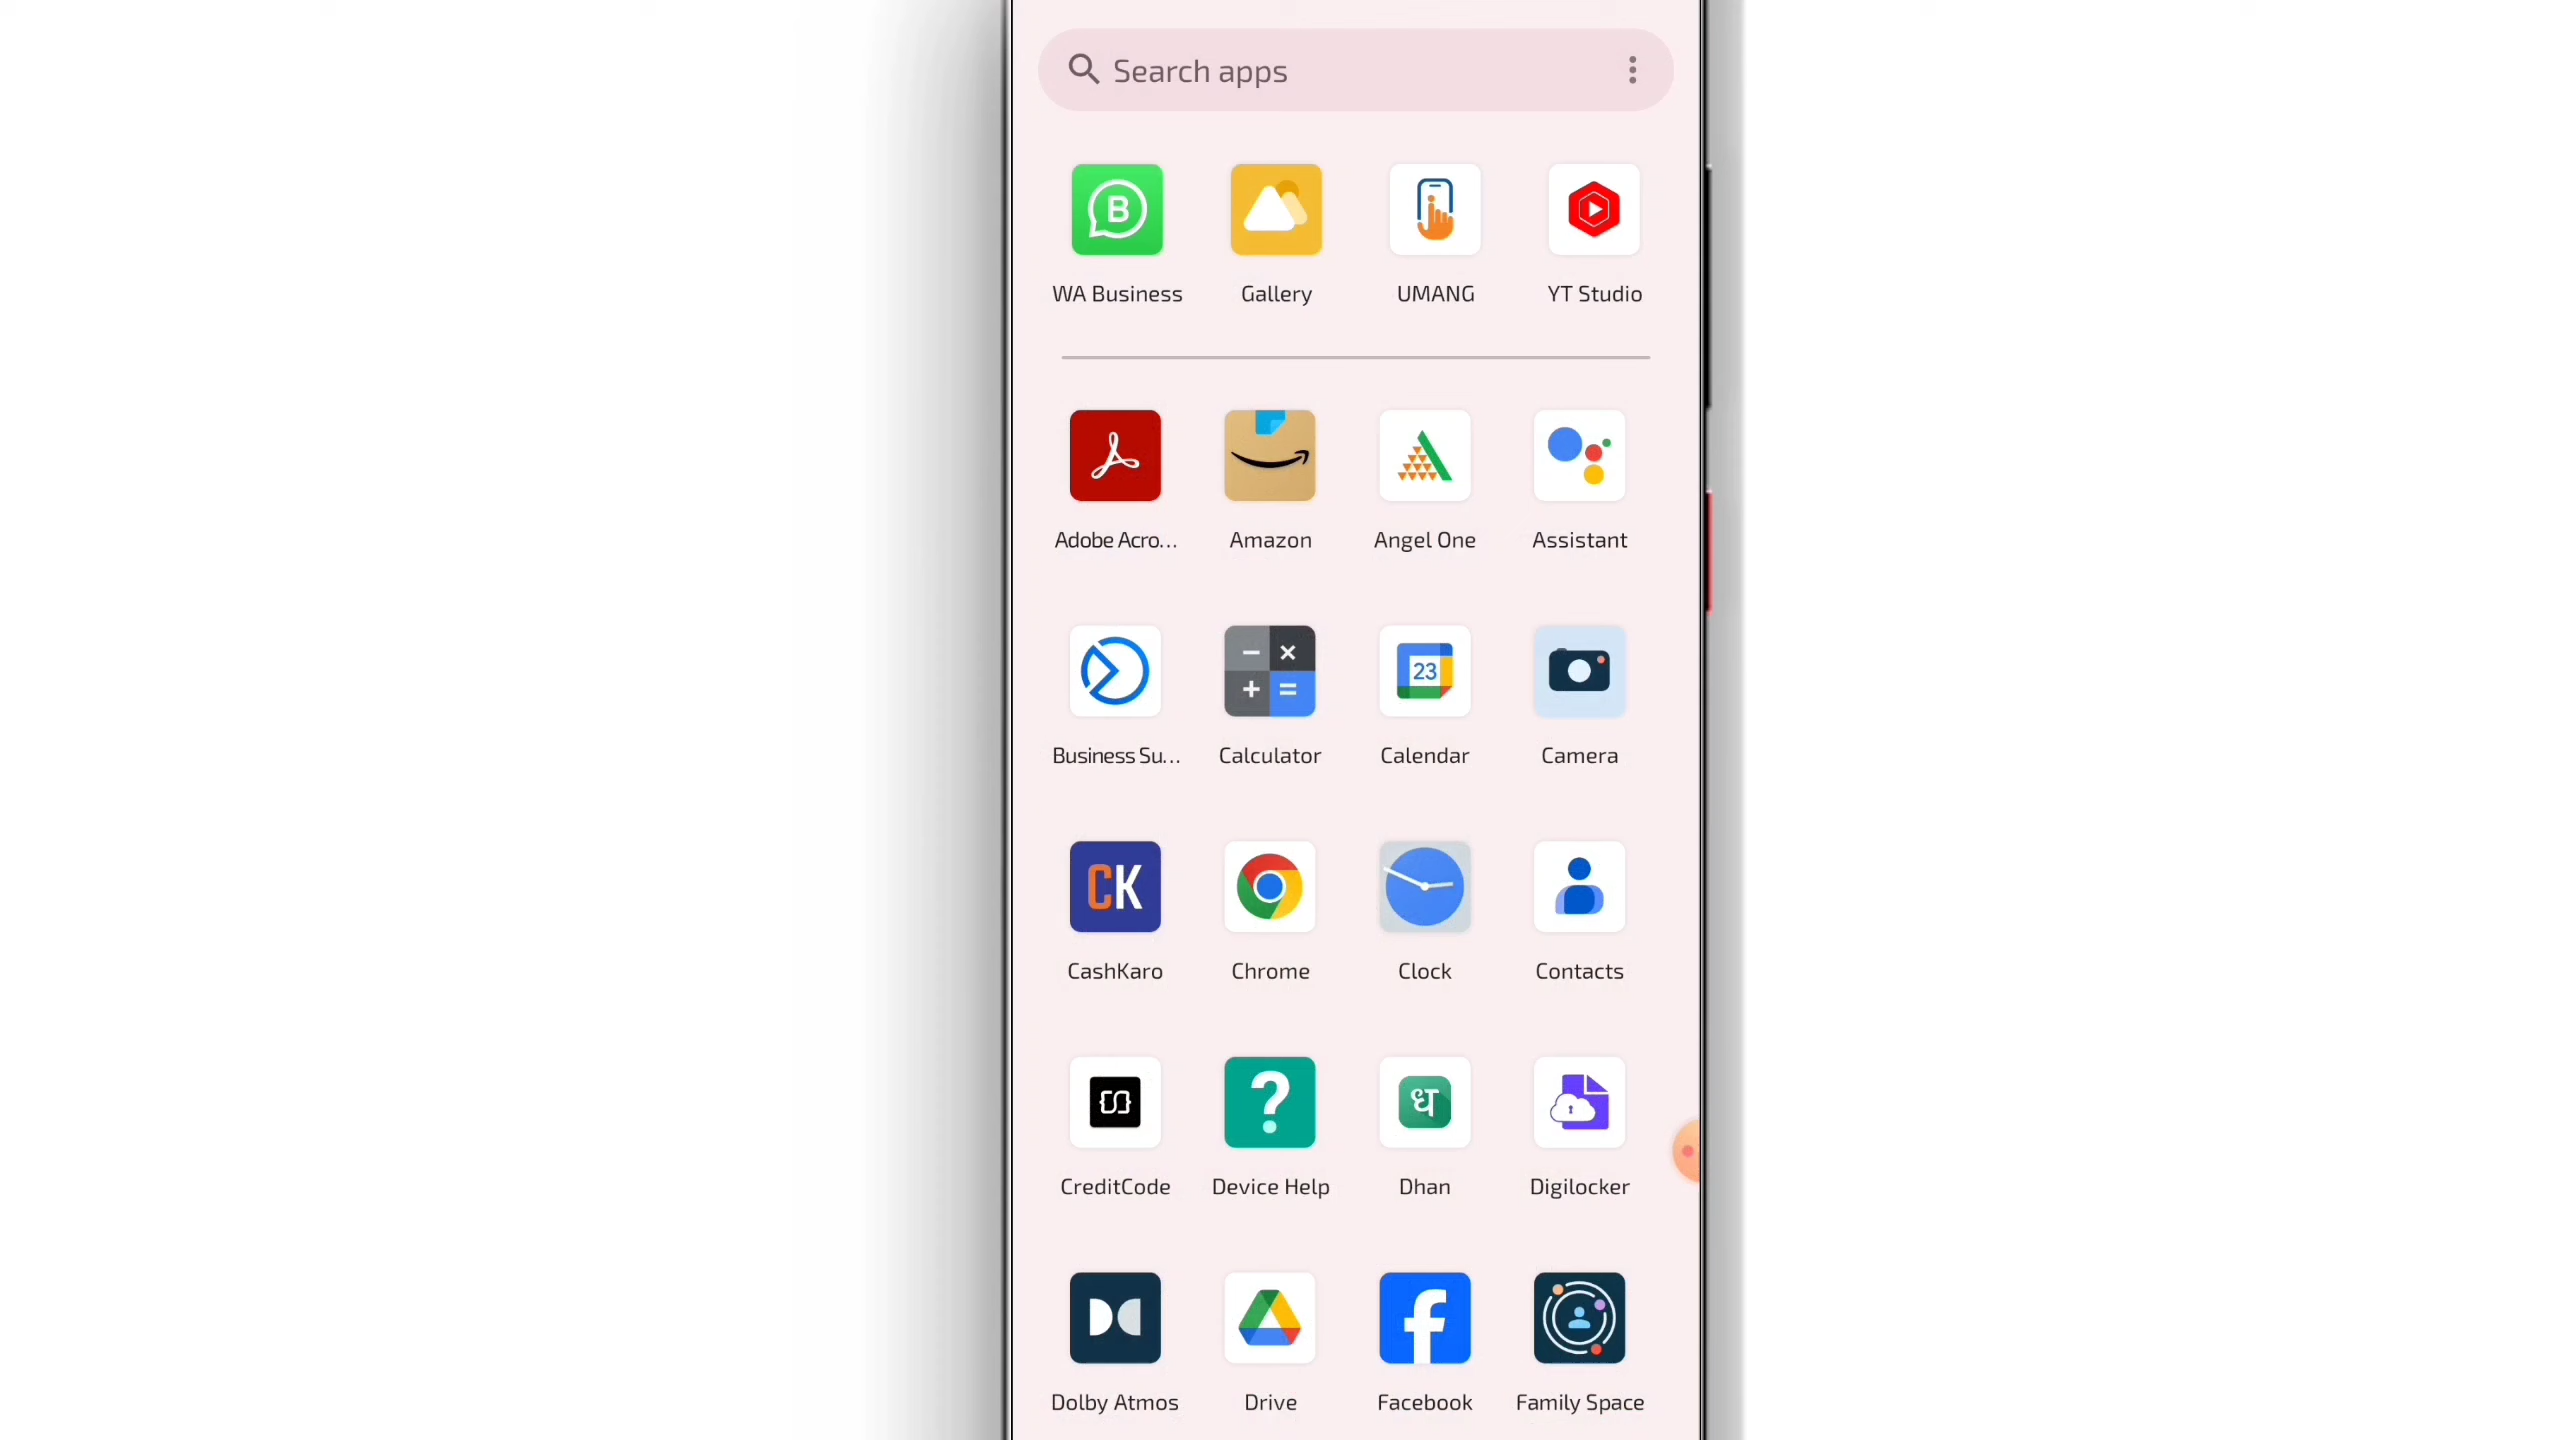 Search apps
B
WA Business Gallery UMANG YT Studio
Adobe Acro... Amazon Angel One Assistant
23
Business Su... Calculator Calendar Camera
CK
CashKaro Chrome Clock Contacts
? ध
CreditCode Device Help Dhan Digilocker
f
Dolby Atmos Drive Facebook Family Space